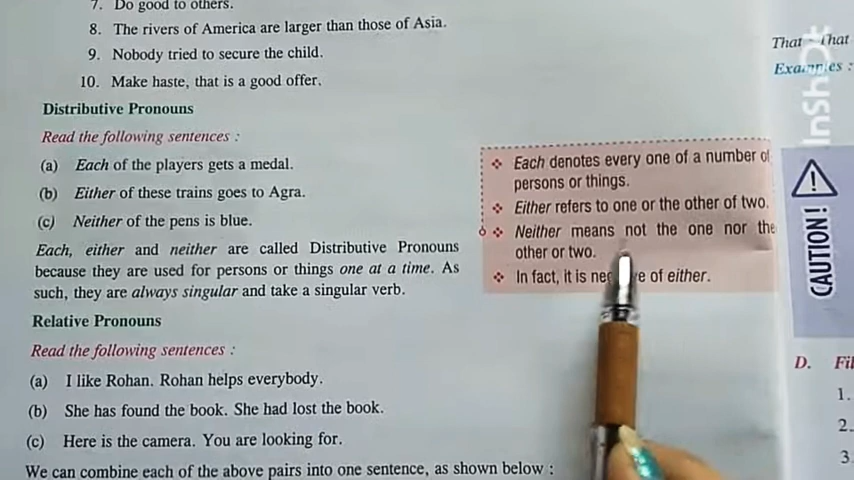 7. Do good to others.
8. The rivers of America are larger than those of Asia.
9. Nobody tried to secure the child.
10. Make haste, that is a good offer.
Distributive Pronouns
Read the following sentences :
(a) Each of the players gets a medal.
(b) Either of these trains goes to Agra.
(c) Neither of the pens is blue.
Each, either and neither are called Distributive Pronouns
because they are used for persons or things one at a time. As
such, they are always singular and take a singular verb.
Relative Pronouns
Read the following sentences :
(a) I like Rohan. Rohan helps everybody.
(b) She has found the book. She had lost the book.
(c) Here is the camera. You are looking for.
We can combine each of the above pairs into one sentence, as shown below :
❖ Each denotes every one of a number of
persons or things.
❖ Either refers to one or the other of two.
❖ Neither means not the one nor the
other or two.
❖ In fact, it is of either.
That That
Examples :
InShOt
CAUTION!
D. Fil
1.
2.
3.